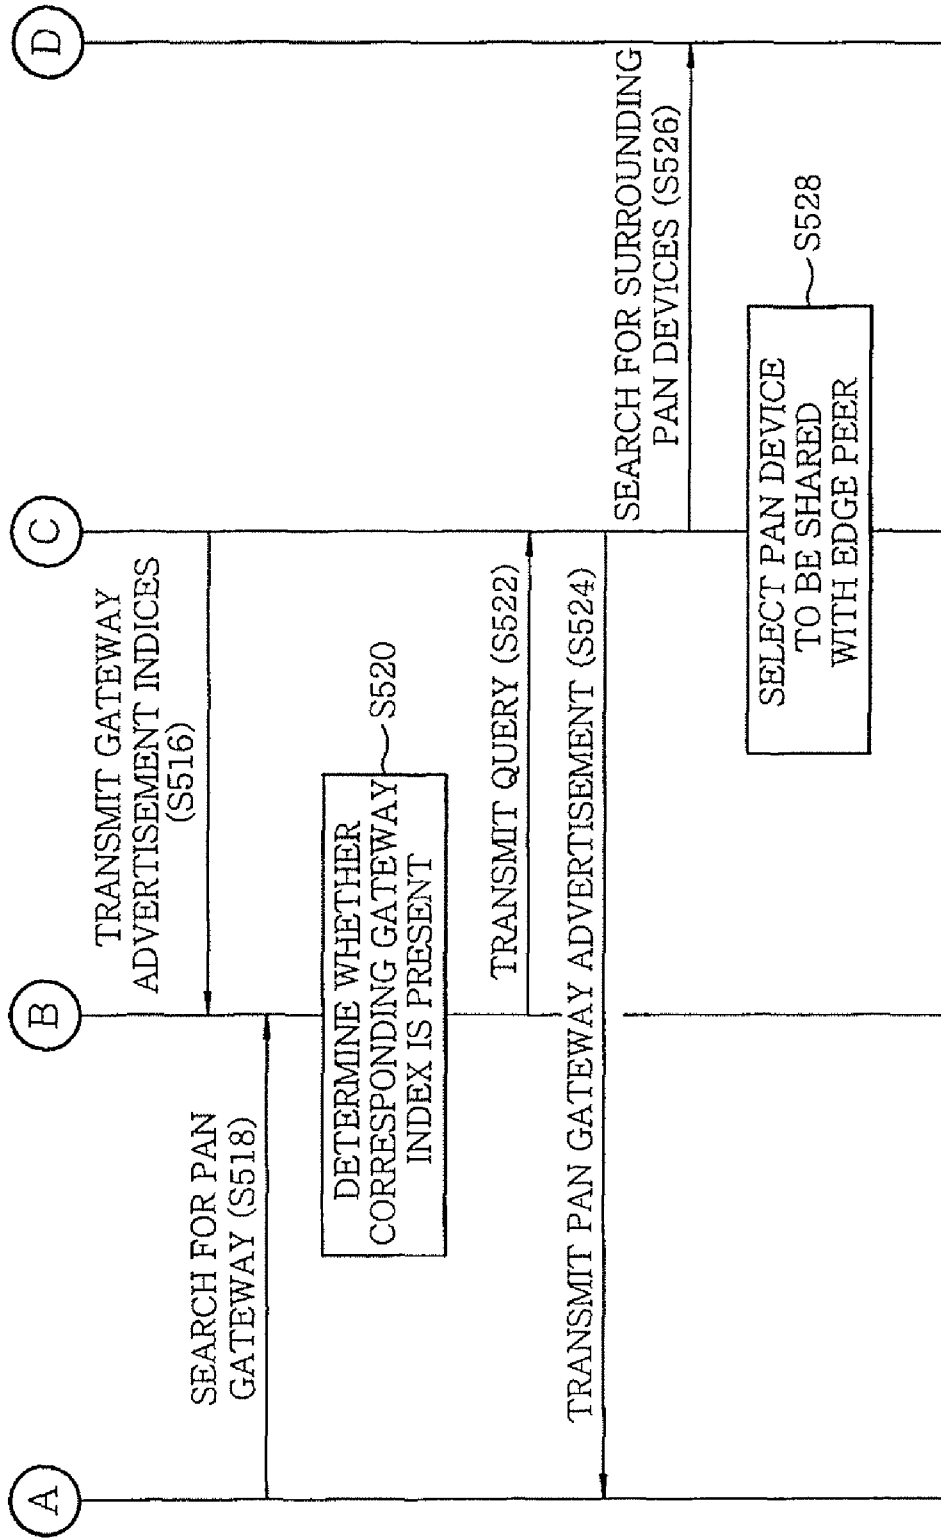 A
B
C
D
TRANSMIT GATEWAY
ADVERTISEMENT INDICES
(S516)
SEARCH FOR PAN
GATEWAY (S518)
DETERMINE WHETHER
CORRESPONDING GATEWAY
INDEX IS PRESENT
S520
TRANSMIT QUERY (S522)
TRANSMIT PAN GATEWAY ADVERTISEMENT (S524)
SEARCH FOR SURROUNDING
PAN DEVICES (S526)
SELECT PAN DEVICE
TO BE SHARED
WITH EDGE PEER
S528